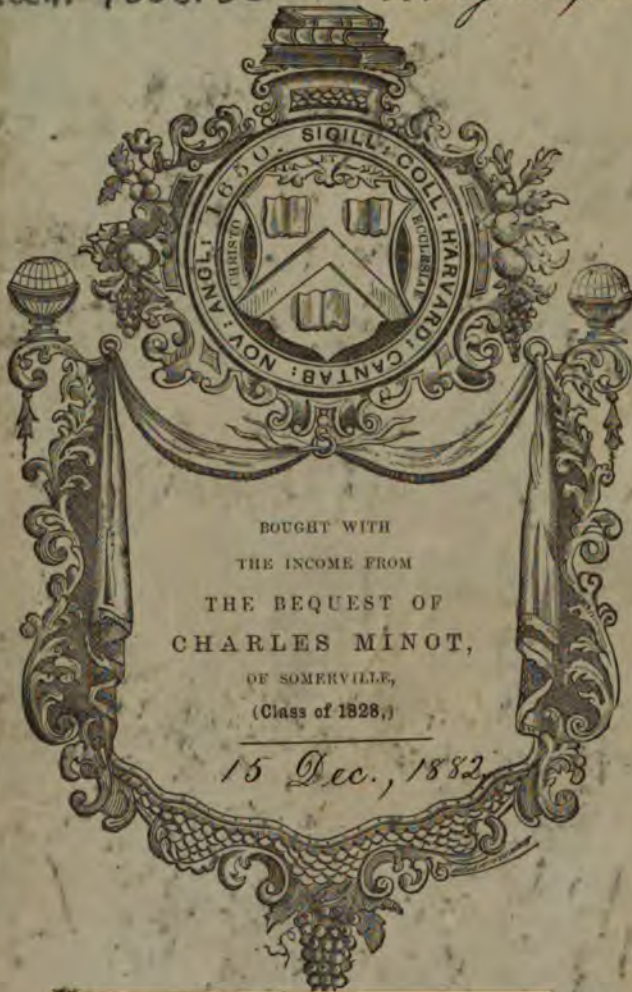 SIGILL: COLL: HARVARD: CANTAB: NOV: ANGL: 1650.
ET
CHRISTO
ECCLESIAE
BOUGHT WITH
THE INCOME FROM
THE BEQUEST OF
CHARLES MINOT,
OF SOMERVILLE,
(Class of 1828,)
15 Dec., 1882